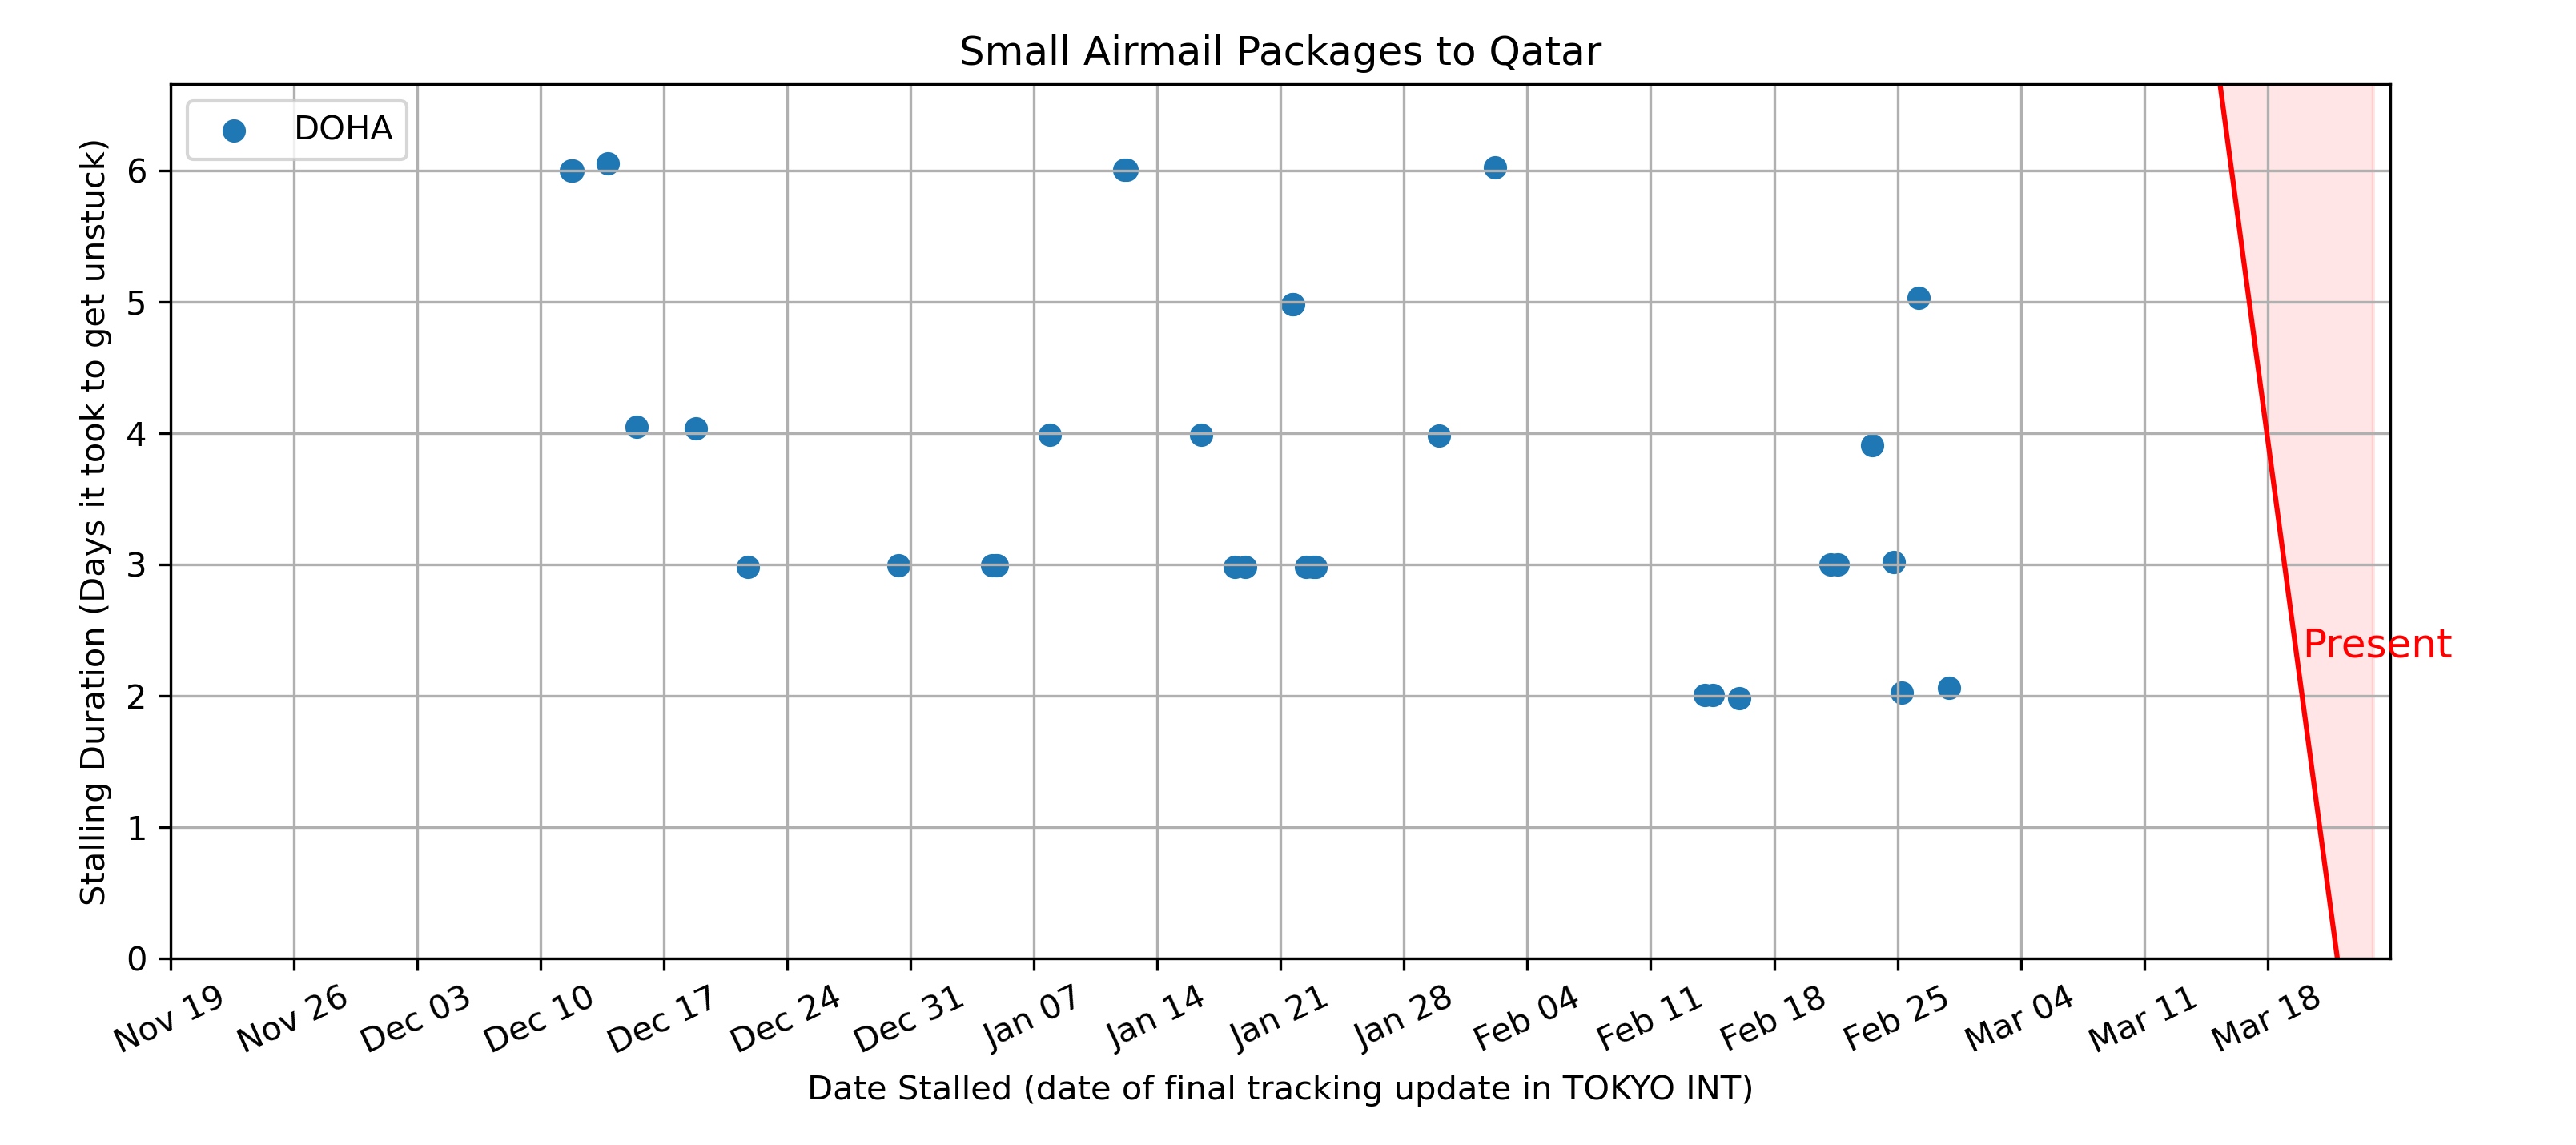 Small Airmail Packages to Qatar
DOHA
Stalling Duration (Days it took to get unstuck)
6
5
4
3
2
1
0
Present
Nov 19
Nov 26
Dec 03
Dec 10
Dec 17
Dec 24
Dec 31
Jan 07
Jan 14
Jan 21
Jan 28
Feb 04
Feb 11
Feb 18
Feb 25
Mar 04
Mar 11
Mar 18
Date Stalled (date of final tracking update in TOKYO INT)